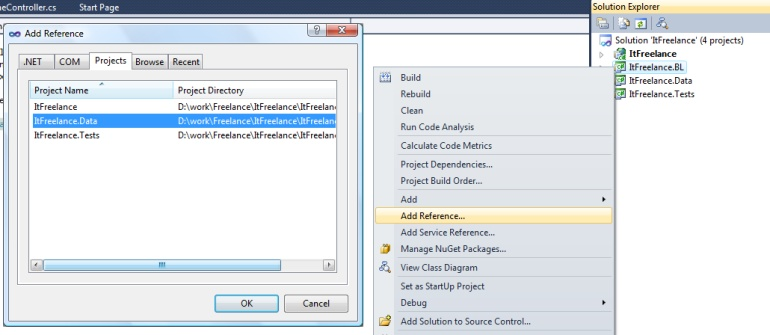 neController.cs Start Page
Add Reference
.NET COM Projects Browse Recent
Project Name Project Directory
ItFreelance D:\work\Freelance\ItFreelance\ItFreelanc
ItFreelance.Data D:\work\Freelance\ItFreelance\ItFreelanc
ItFreelance.Tests D:\work\Freelance\ItFreelance\ItFreelanc
OK Cancel
Build
Rebuild
Clean
Run Code Analysis
Calculate Code Metrics
Project Dependencies...
Project Build Order...
Add
Add Reference...
Add Service Reference...
Manage NuGet Packages...
View Class Diagram
Set as StartUp Project
Debug
Add Solution to Source Control...
Solution Explorer
Solution 'ItFreelance' (4 projects)
ItFreelance
ItFreelance.BL
ItFreelance.Data
ItFreelance.Tests